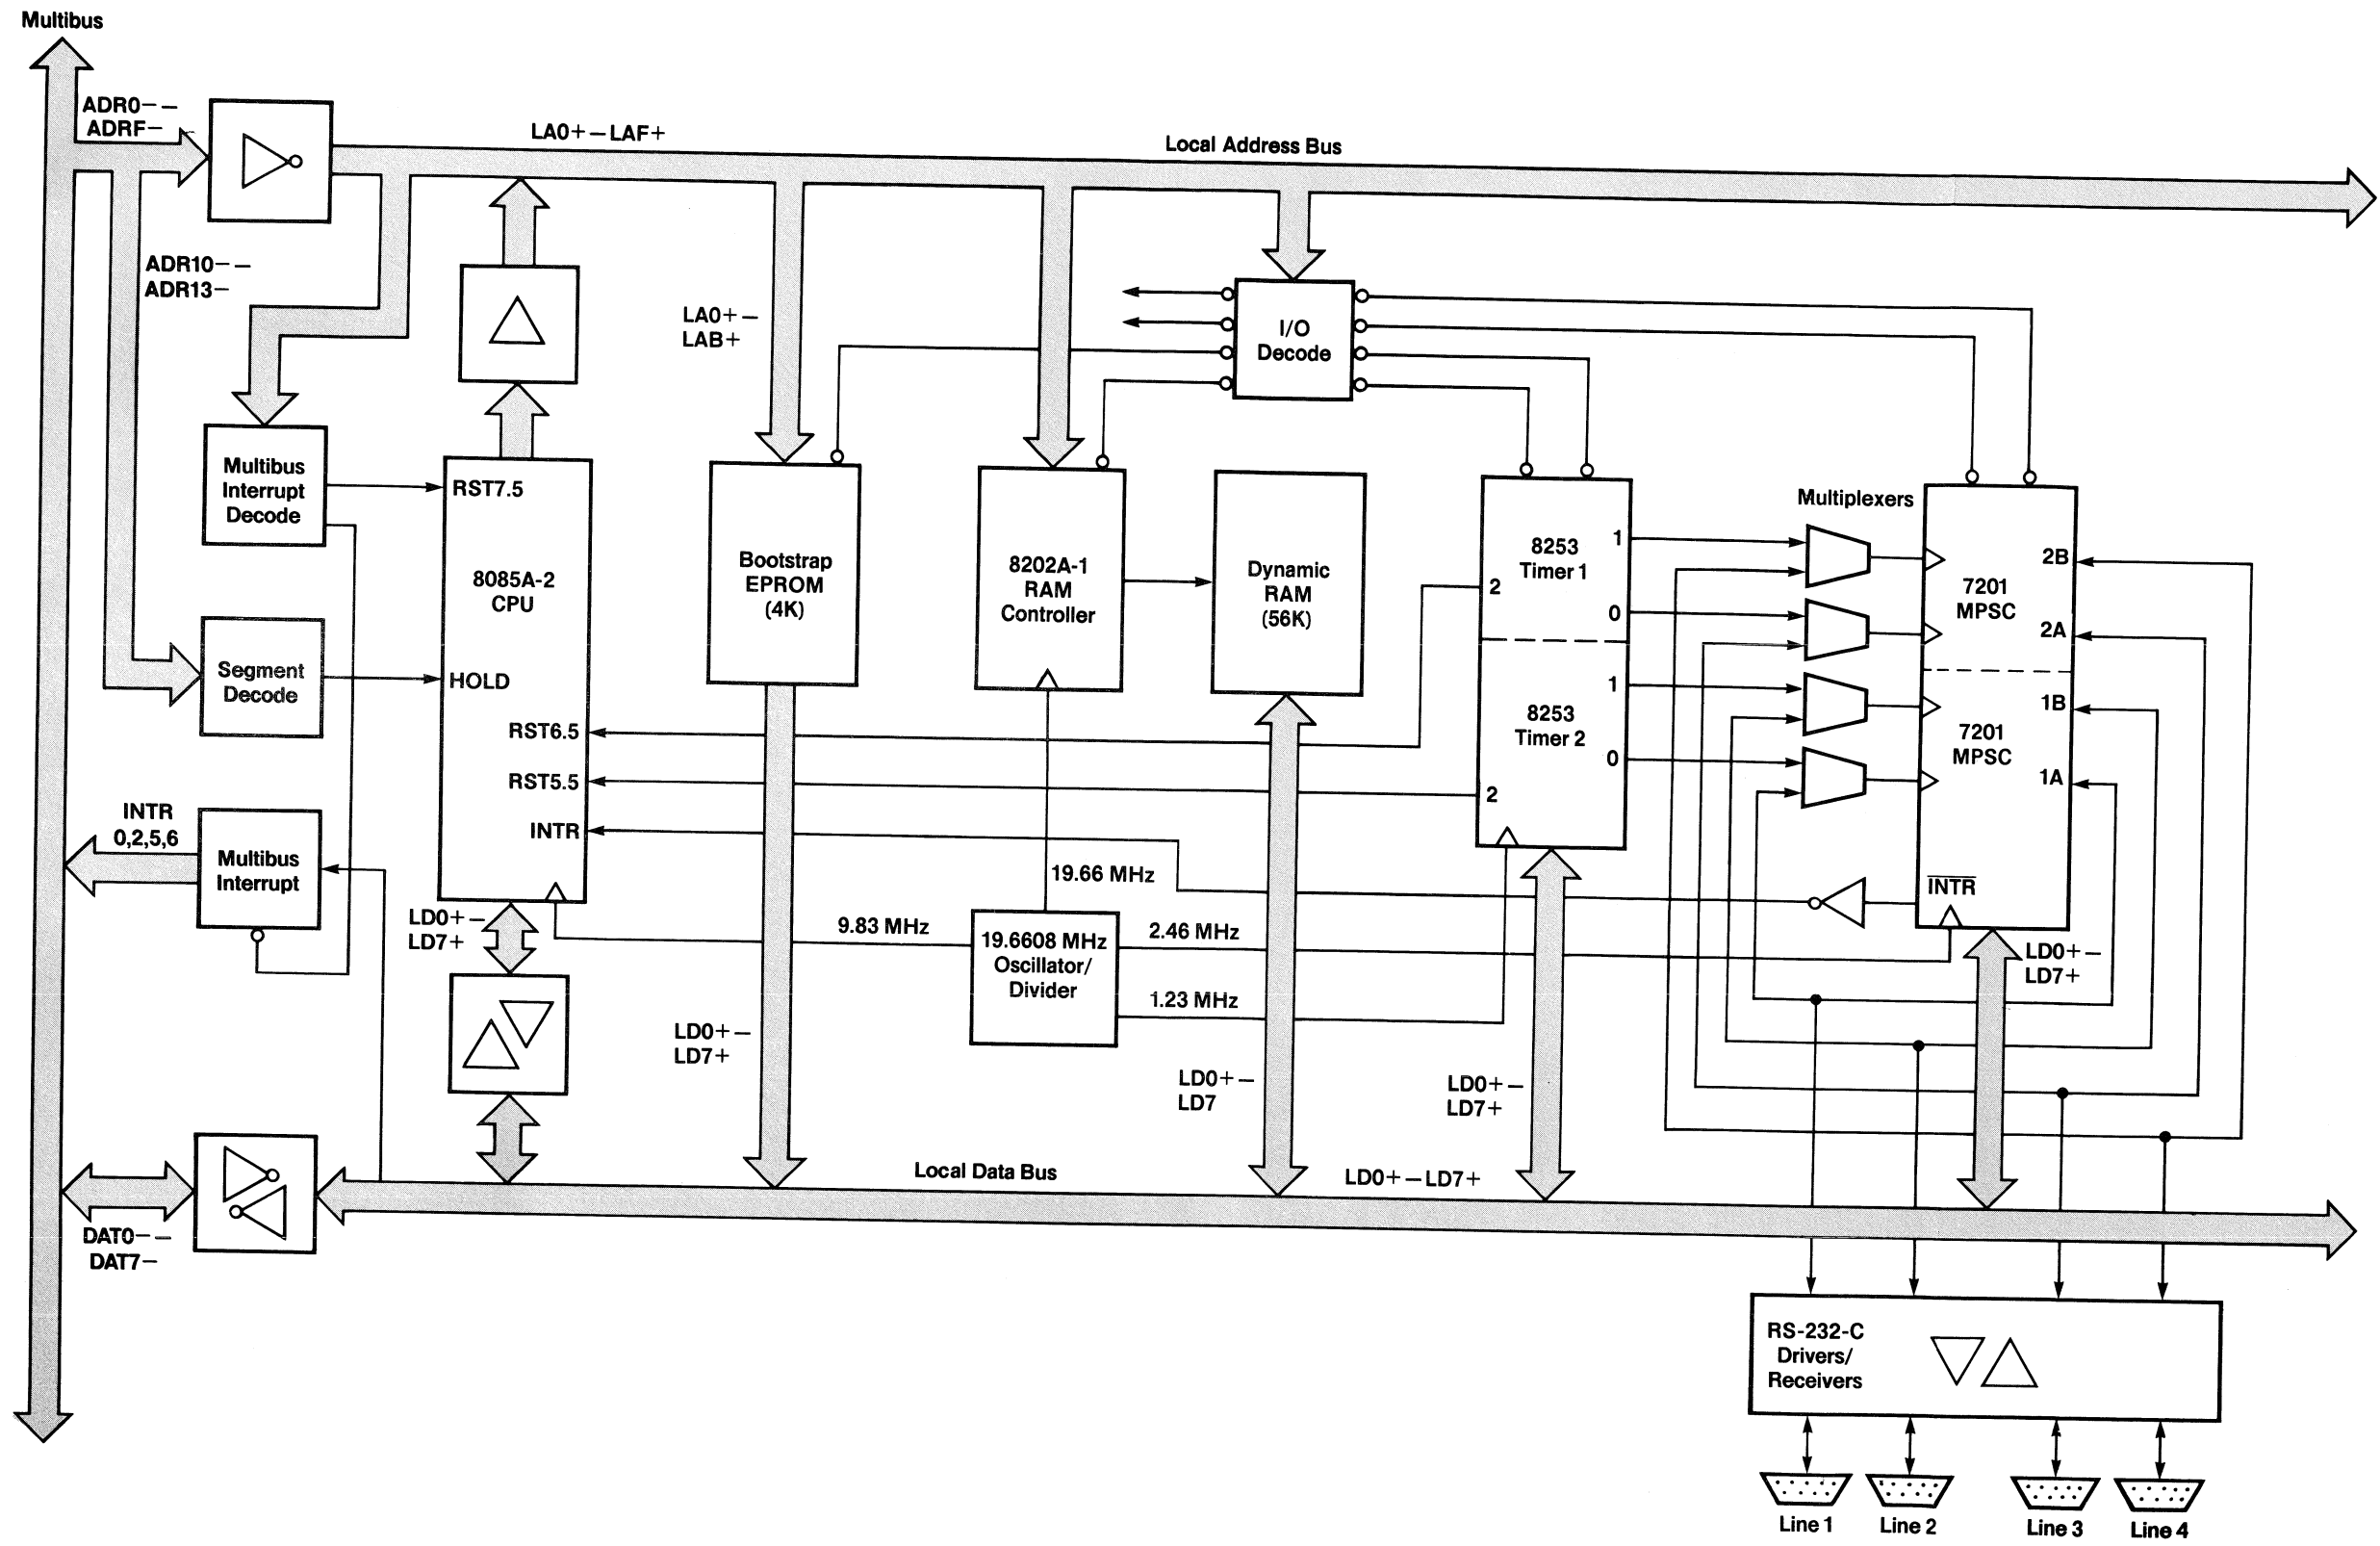 Multibus
ADR0– –
ADRF–
LA0+–LAF+
Local Address Bus
ADR10– –
ADR13–
LA0+–
LAB+
I/O
Decode
Multibus
Interrupt
Decode
RST7.5
8085A-2
CPU
HOLD
RST6.5
RST5.5
INTR
Segment
Decode
Bootstrap
EPROM
(4K)
8202A-1
RAM
Controller
Dynamic
RAM
(56K)
8253
Timer 1
1
2
0
8253
Timer 2
1
0
2
Multiplexers
7201
MPSC
2B
2A
7201
MPSC
1B
1A
INTR
INTR
0,2,5,6
Multibus
Interrupt
LD0+–
LD7+
9.83 MHz
19.66 MHz
19.6608 MHz
Oscillator/
Divider
2.46 MHz
1.23 MHz
LD0+–
LD7+
LD0+–
LD7+
LD0+–
LD7
LD0+–
LD7+
Local Data Bus
LD0+–LD7+
DAT0– –
DAT7–
RS-232-C
Drivers/
Receivers
Line 1
Line 2
Line 3
Line 4